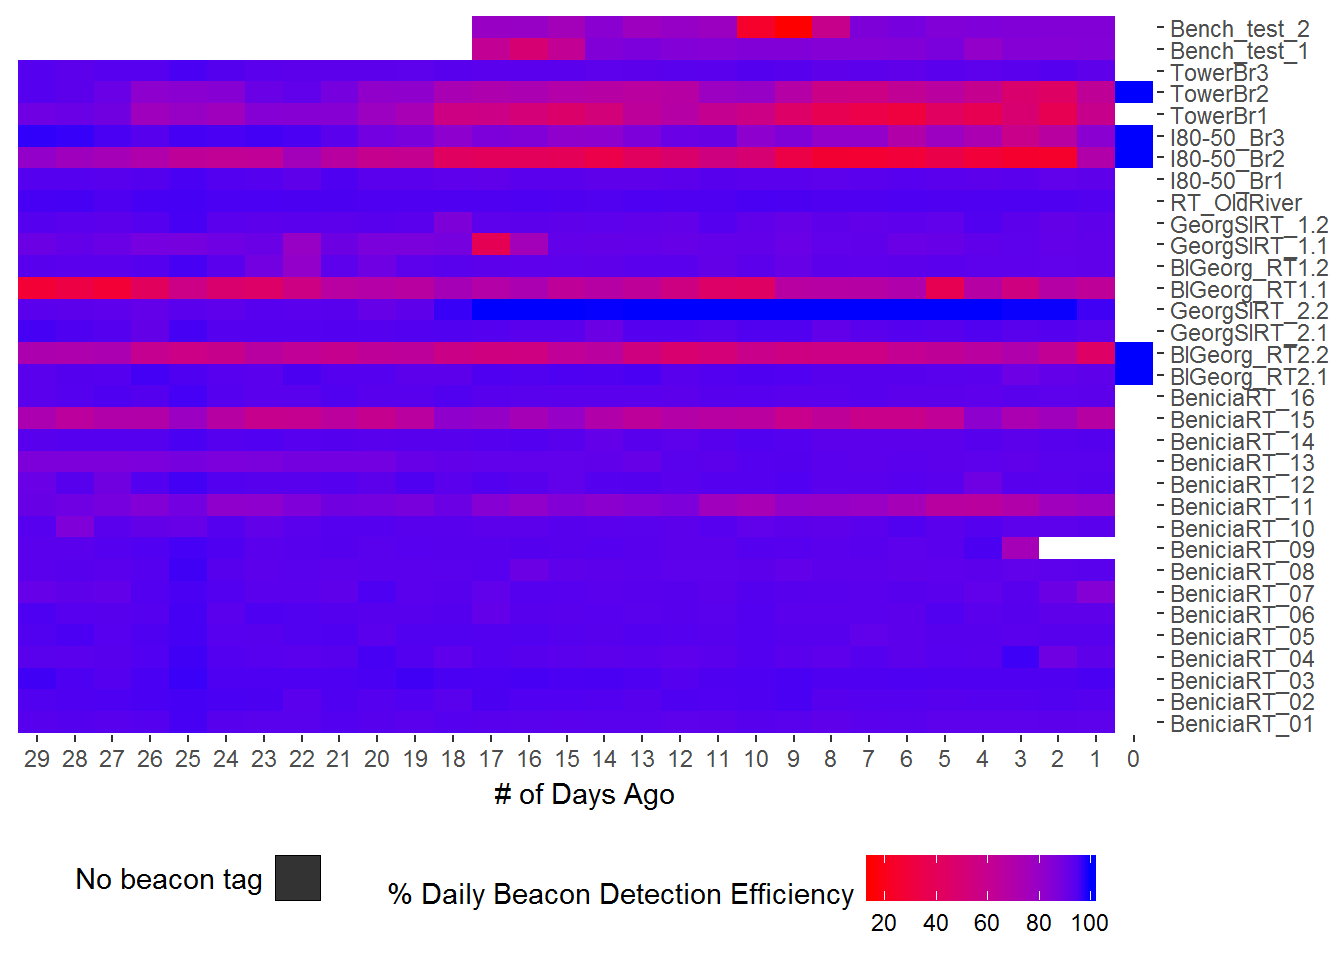 Bench_test_2
Bench_test_1
TowerBr3
TowerBr2
TowerBr1
I80-50_Br3
I80-50_Br2
I80-50_Br1
RT_OldRiver
GeorgSlRT_1.2
GeorgSlRT_1.1
BlGeorg_RT1.2
BlGeorg_RT1.1
GeorgSlRT_2.2
GeorgSlRT_2.1
BlGeorg_RT2.2
BlGeorg_RT2.1
BeniciaRT_16
BeniciaRT_15
BeniciaRT_14
BeniciaRT_13
BeniciaRT_12
BeniciaRT_11
BeniciaRT_10
BeniciaRT_09
BeniciaRT_08
BeniciaRT_07
BeniciaRT_06
BeniciaRT_05
BeniciaRT_04
BeniciaRT_03
BeniciaRT_02
BeniciaRT_01
29 28 27 26 25 24 23 22 21 20 19 18 17 16 15 14 13 12 11 10 9 8 7 6 5 4 3 2 1 0
# of Days Ago
No beacon tag
% Daily Beacon Detection Efficiency
20 40 60 80 100